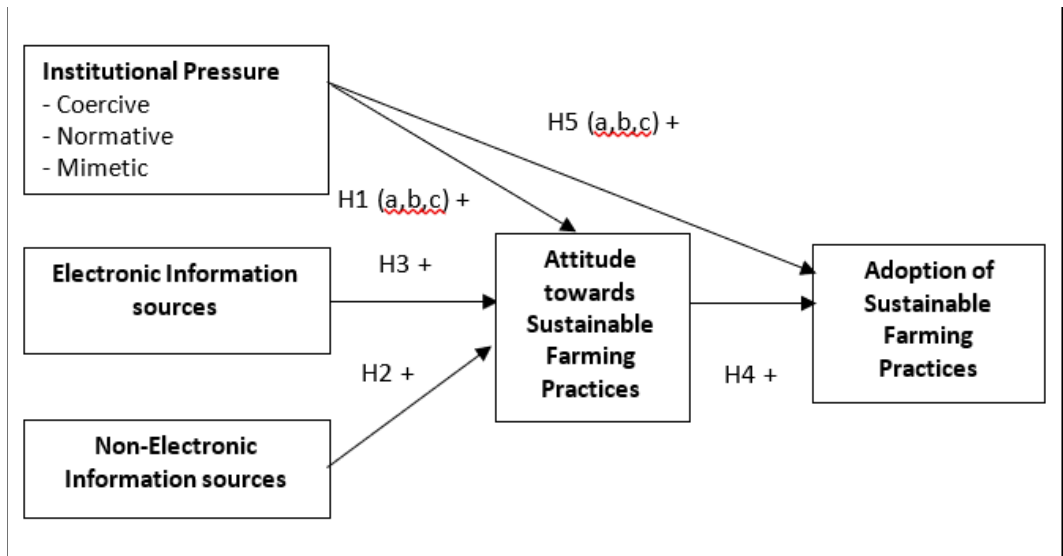 Institutional Pressure
- Coercive
- Normative
- Mimetic
H5 (a,b,c) +
H1 (a,b,c) +
Electronic Information
sources
H3 +
Attitude
towards
Sustainable
Farming
Practices
Adoption of
Sustainable
Farming
Practices
H2 +
H4 +
Non-Electronic
Information sources